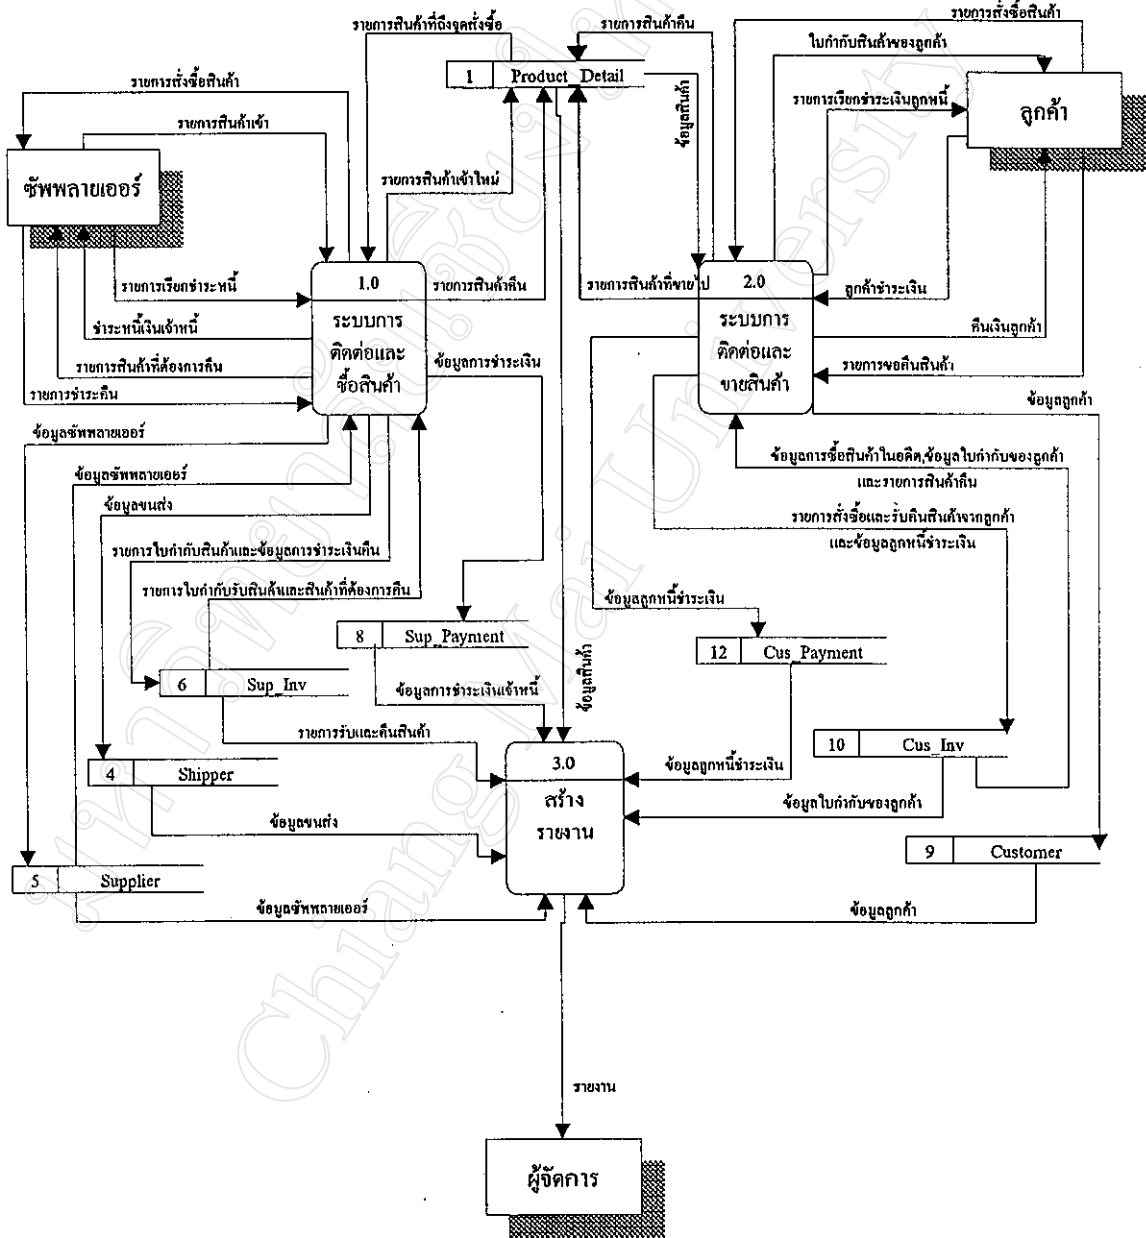 รายการสั่งซื้อสินค้า
รายการสินค้าที่ถึงจุดสั่งซื้อ
รายการสินค้าคืน
ใบกำกับสินค้าของลูกค้า
1 Product_Detail
รายการสั่งซื้อสินค้า
ข้อมูลสินค้า
รายการเรียกชำระเงินลูกหนี้
ลูกค้า
รายการสินค้าเข้า
ซัพพลายเออร์
รายการสินค้าเข้าใหม่
1.0
ระบบการ
ติดต่อและ
ซื้อสินค้า
2.0
ระบบการ
ติดต่อและ
ขายสินค้า
รายการเรียกชำระหนี้
รายการสินค้าคืน
รายการสินค้าที่ขายไป
ลูกค้าชำระเงิน
ชำระหนี้เงินเจ้าหนี้
คืนเงินลูกค้า
รายการสินค้าที่ต้องการคืน
ข้อมูลการชำระเงิน
รายการขอคืนสินค้า
รายการชำระคืน
ข้อมูลลูกค้า
ข้อมูลซัพพลายเออร์
ข้อมูลซัพพลายเออร์
ข้อมูลการซื้อสินค้าในอดีต,ข้อมูลใบกำกับของลูกค้า
และรายการสินค้าคืน
ข้อมูลขนส่ง
รายการสั่งซื้อและรับคืนสินค้าจากลูกค้า
และข้อมูลลูกหนี้ชำระเงิน
รายการใบกำกับสินค้าและข้อมูลการชำระเงินคืน
รายการใบกำกับรับสินค้าและสินค้าที่ต้องการคืน
ข้อมูลลูกหนี้ชำระเงิน
8 Sup_Payment
12 Cus_Payment
6 Sup_Inv
ข้อมูลการชำระเงินเจ้าหนี้
ข้อมูลสินค้า
รายการรับและคืนสินค้า
10 Cus_Inv
4 Shipper
3.0
สร้าง
รายงาน
ข้อมูลลูกหนี้ชำระเงิน
ข้อมูลใบกำกับของลูกค้า
ข้อมูลขนส่ง
9 Customer
5 Supplier
ข้อมูลซัพพลายเออร์
ข้อมูลลูกค้า
รายงาน
ผู้จัดการ
มหาวิทยาลัยเชียงใหม่
Chiang Mai University